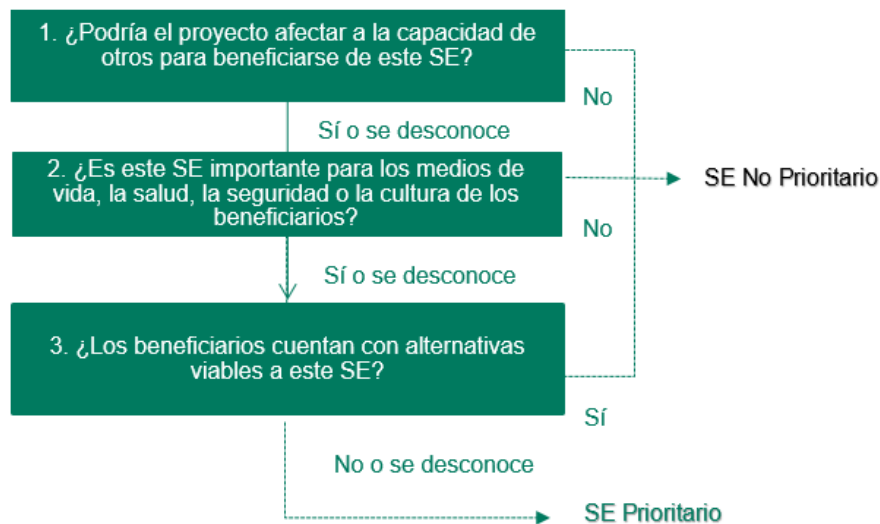 1. ¿Podría el proyecto afectar a la capacidad de
otros para beneficiarse de este SE?
No
Sí o se desconoce
2. ¿Es este SE importante para los medios de
vida, la salud, la seguridad o la cultura de los
beneficiarios?
SE No Prioritario
No
Sí o se desconoce
3. ¿Los beneficiarios cuentan con alternativas
viables a este SE?
Sí
No o se desconoce
SE Prioritario